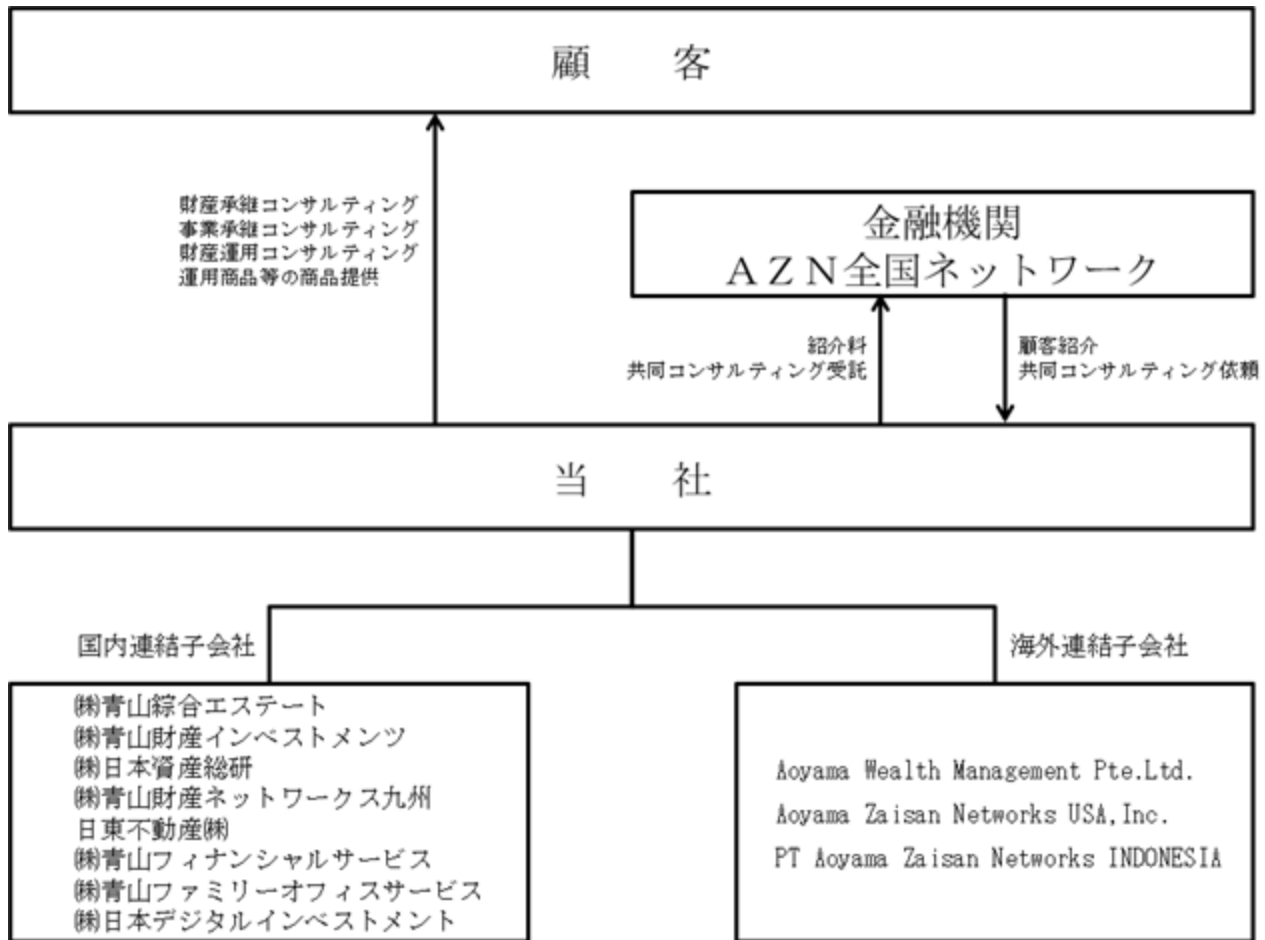 顧　　客
財産承継コンサルティング
事業承継コンサルティング
財産運用コンサルティング
運用商品等の商品提供
金融機関
ＡＺＮ全国ネットワーク
紹介料
共同コンサルティング受託
顧客紹介
共同コンサルティング依頼
当　　社
国内連結子会社
㈱青山綜合エステート
㈱青山財産インベストメンツ
㈱日本資産総研
㈱青山財産ネットワークス九州
日東不動産㈱
㈱青山フィナンシャルサービス
㈱青山ファミリーオフィスサービス
㈱日本デジタルインベストメント
海外連結子会社
Aoyama Wealth Management Pte.Ltd.
Aoyama Zaisan Networks USA,Inc.
PT Aoyama Zaisan Networks INDONESIA